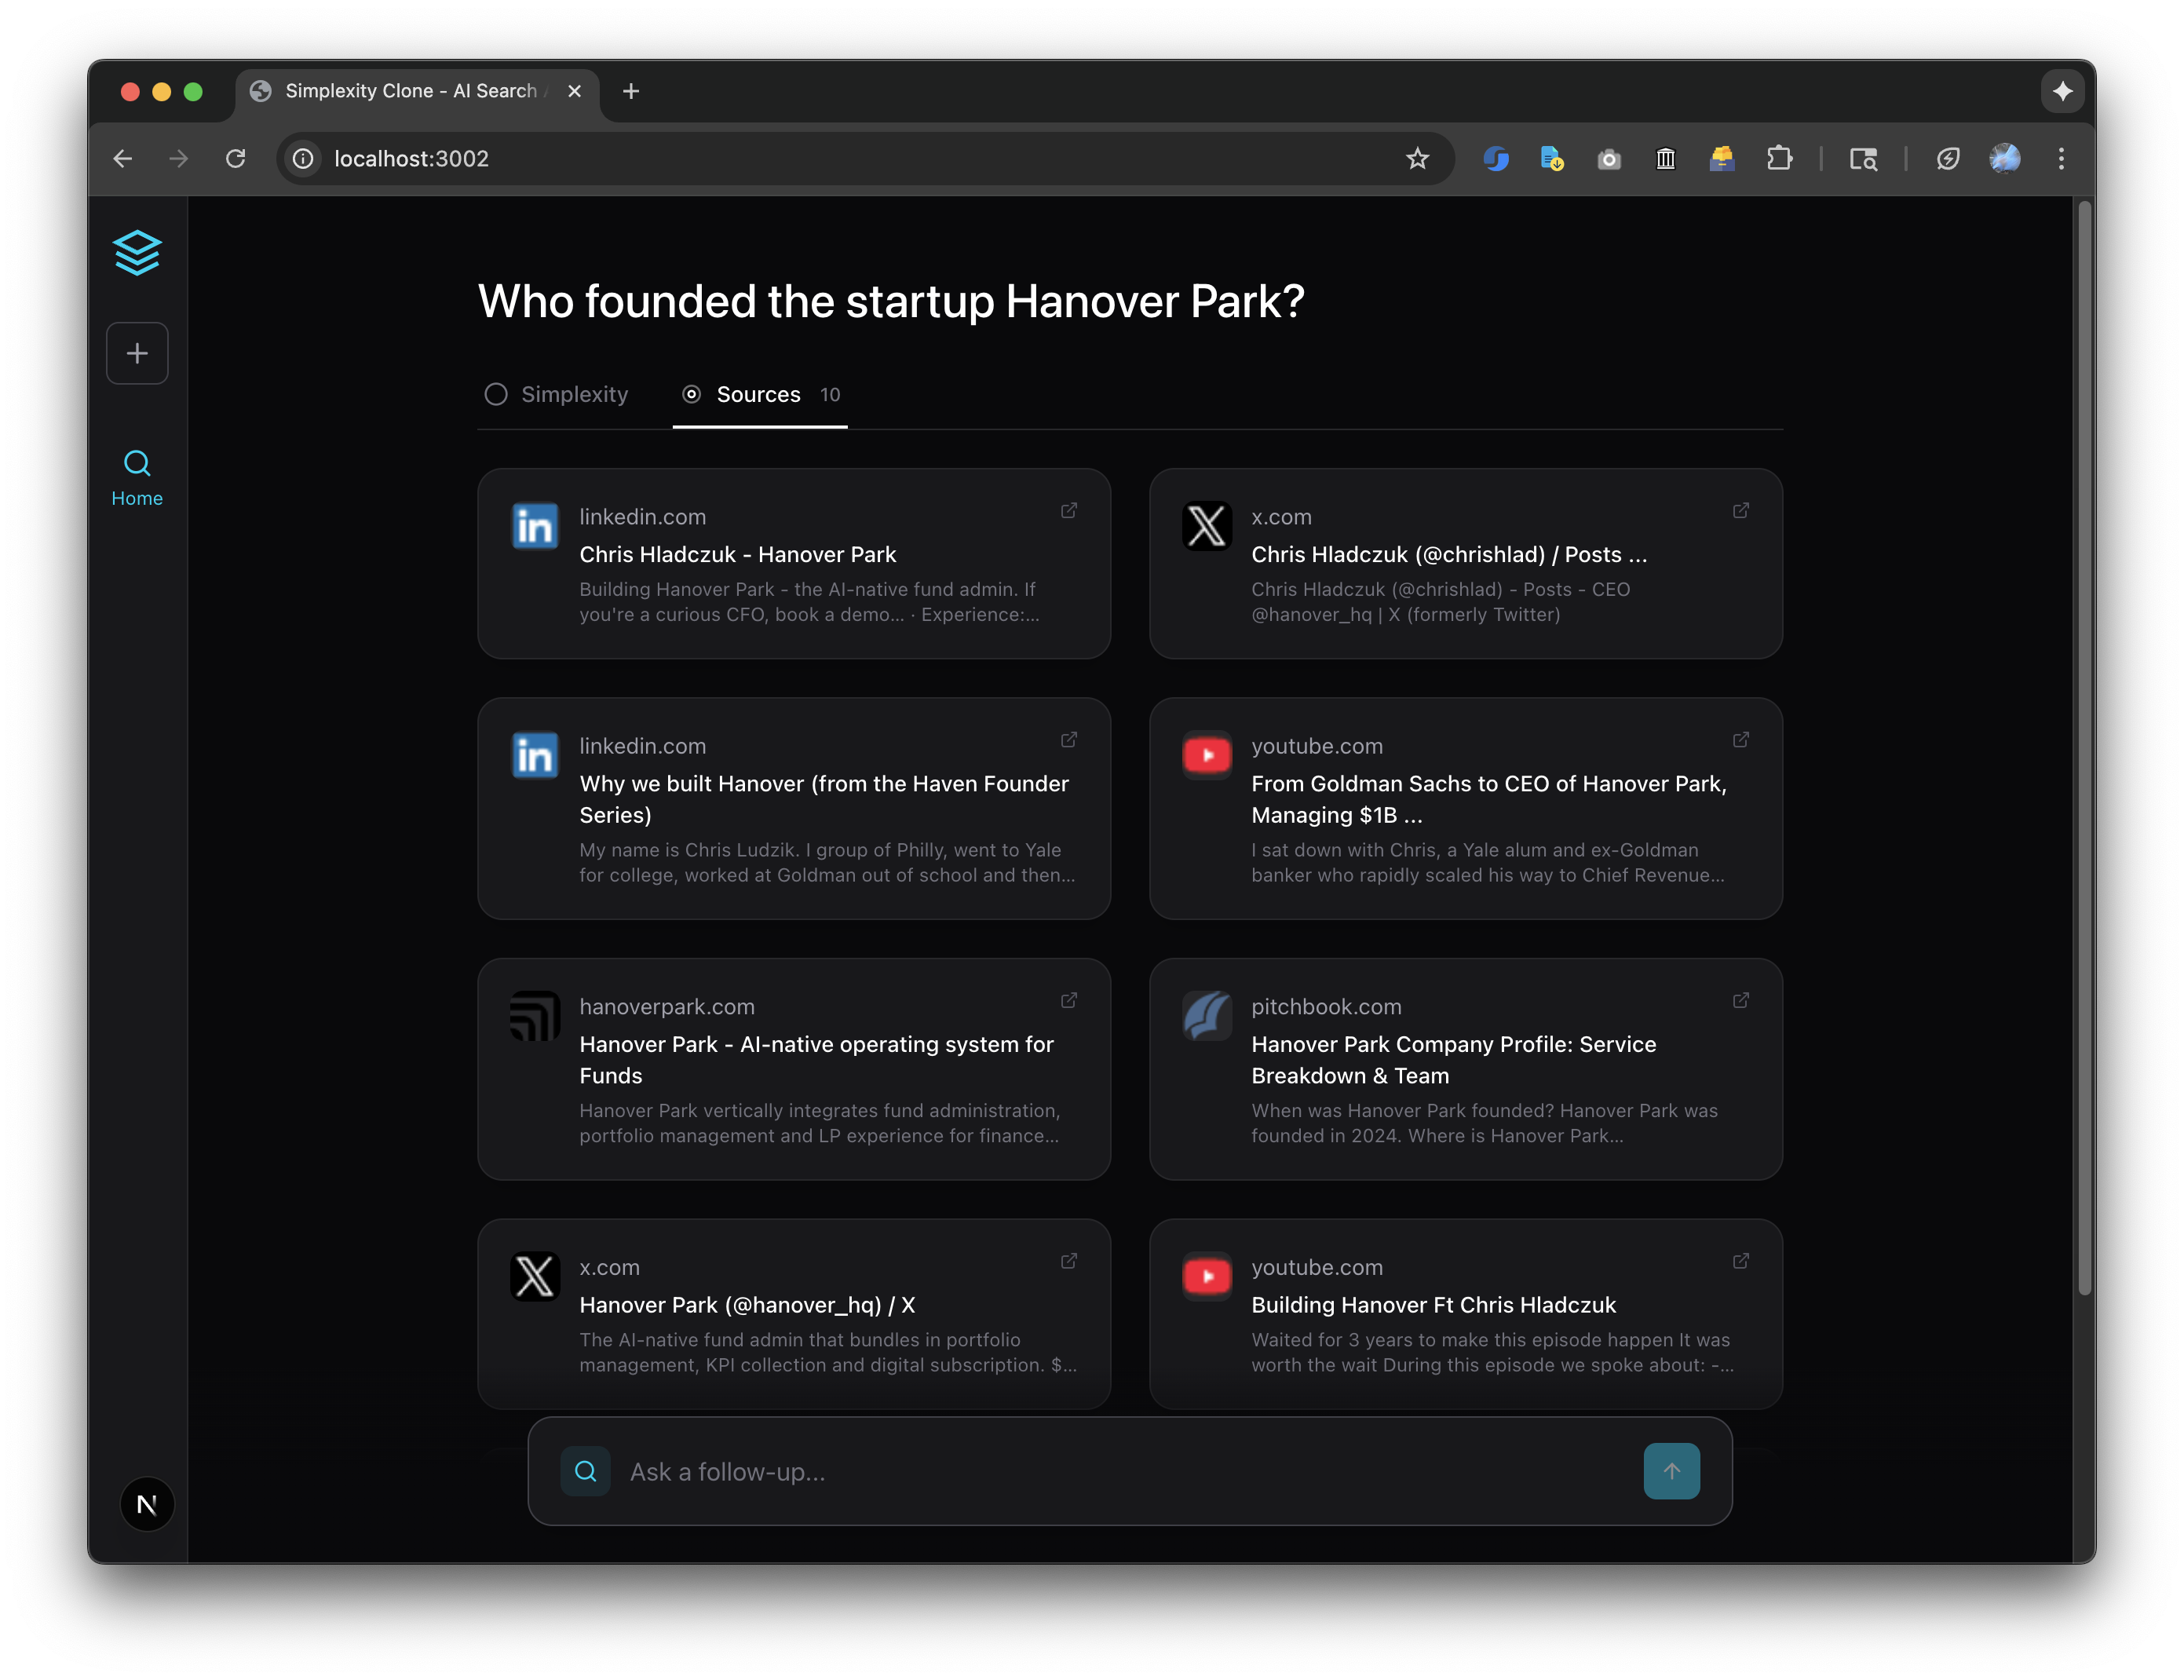 Simplexity Clone - AI Search
localhost:3002
Home
Who founded the startup Hanover Park?
Simplexity
Sources 10
in
linkedin.com
Chris Hladczuk - Hanover Park
Building Hanover Park - the AI-native fund admin. If
you're a curious CFO, book a demo... · Experience:...
X
x.com
Chris Hladczuk (@chrishlad) / Posts ...
Chris Hladczuk (@chrishlad) - Posts - CEO
@hanover_hq | X (formerly Twitter)
in
linkedin.com
Why we built Hanover (from the Haven Founder
Series)
My name is Chris Ludzik. I group of Philly, went to Yale
for college, worked at Goldman out of school and then...
youtube.com
From Goldman Sachs to CEO of Hanover Park,
Managing $1B ...
I sat down with Chris, a Yale alum and ex-Goldman
banker who rapidly scaled his way to Chief Revenue...
hanoverpark.com
Hanover Park - AI-native operating system for
Funds
Hanover Park vertically integrates fund administration,
portfolio management and LP experience for finance...
pitchbook.com
Hanover Park Company Profile: Service
Breakdown & Team
When was Hanover Park founded? Hanover Park was
founded in 2024. Where is Hanover Park...
X
x.com
Hanover Park (@hanover_hq) / X
The AI-native fund admin that bundles in portfolio
management, KPI collection and digital subscription. $...
youtube.com
Building Hanover Ft Chris Hladczuk
Waited for 3 years to make this episode happen It was
worth the wait During this episode we spoke about: -...
Ask a follow-up...
N